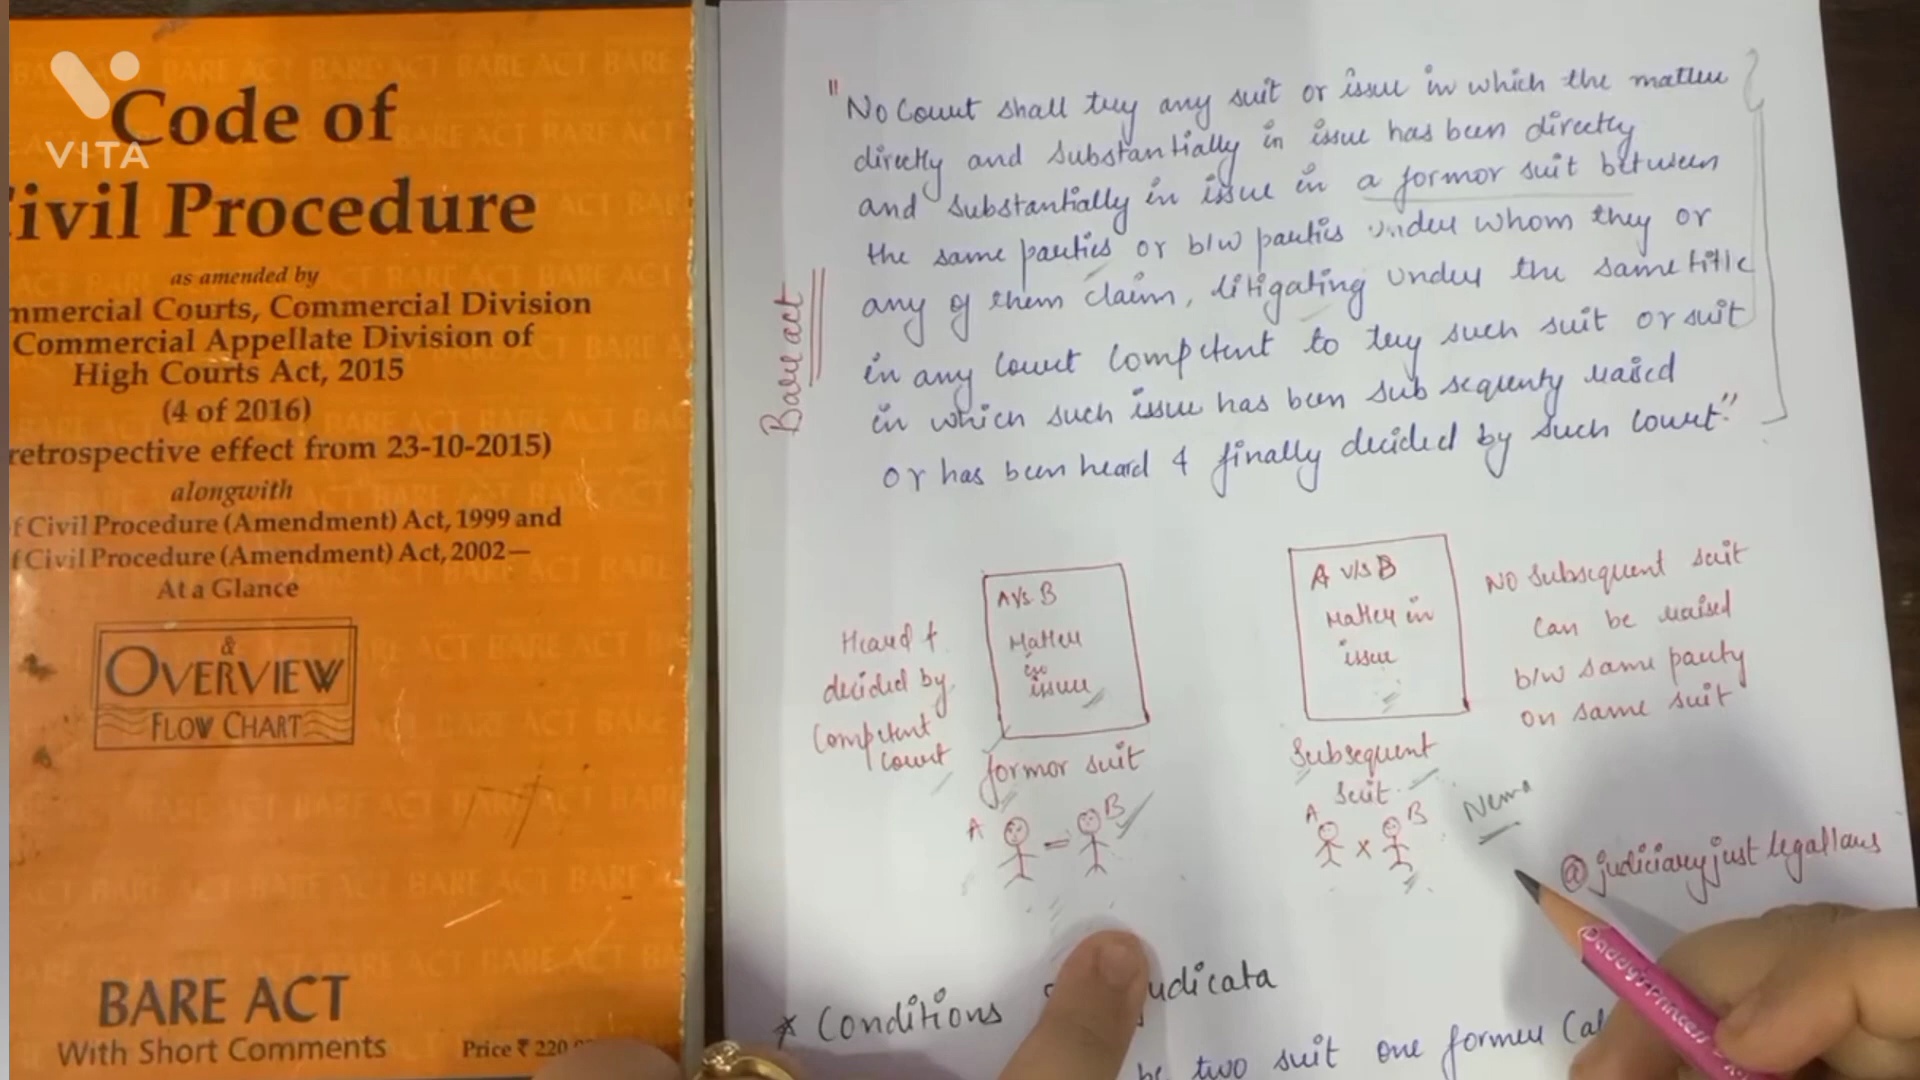 VITA
Code of
ivil Procedure
as amended by
mmercial Courts, Commercial Division
Commercial Appellate Division of
High Courts Act, 2015
(4 of 2016)
retrospective effect from 23-10-2015)
alongwith
f Civil Procedure (Amendment) Act, 1999 and
f Civil Procedure (Amendment) Act, 2002—
At a Glance
&
OVERVIEW
FLOW CHART
BARE ACT
With Short Comments
Price ₹ 220
Bare act
"No Court shall try any suit or issue in which the matter
directly and substantially in issue has been directly
and substantially in issue in a formor suit between
the same parties or b/w parties under whom they or
any of them claim, litigating under the same title
in any court competent to try such suit or suit
in which such issue has been sub sequenty raised
or has been heard & finally decided by such court."
Heard +
decided by
Competent
court
A v/s B
Matter
in
issue
formor suit
A
B
A v/s B
Matter in
issue
Subsequent
suit
A
B
NO Subsequent suit
can be raised
b/w same party
on same suit
@judiciaryjustlegallaws
* Conditions udicata
two suit one former
Daddy's Princess